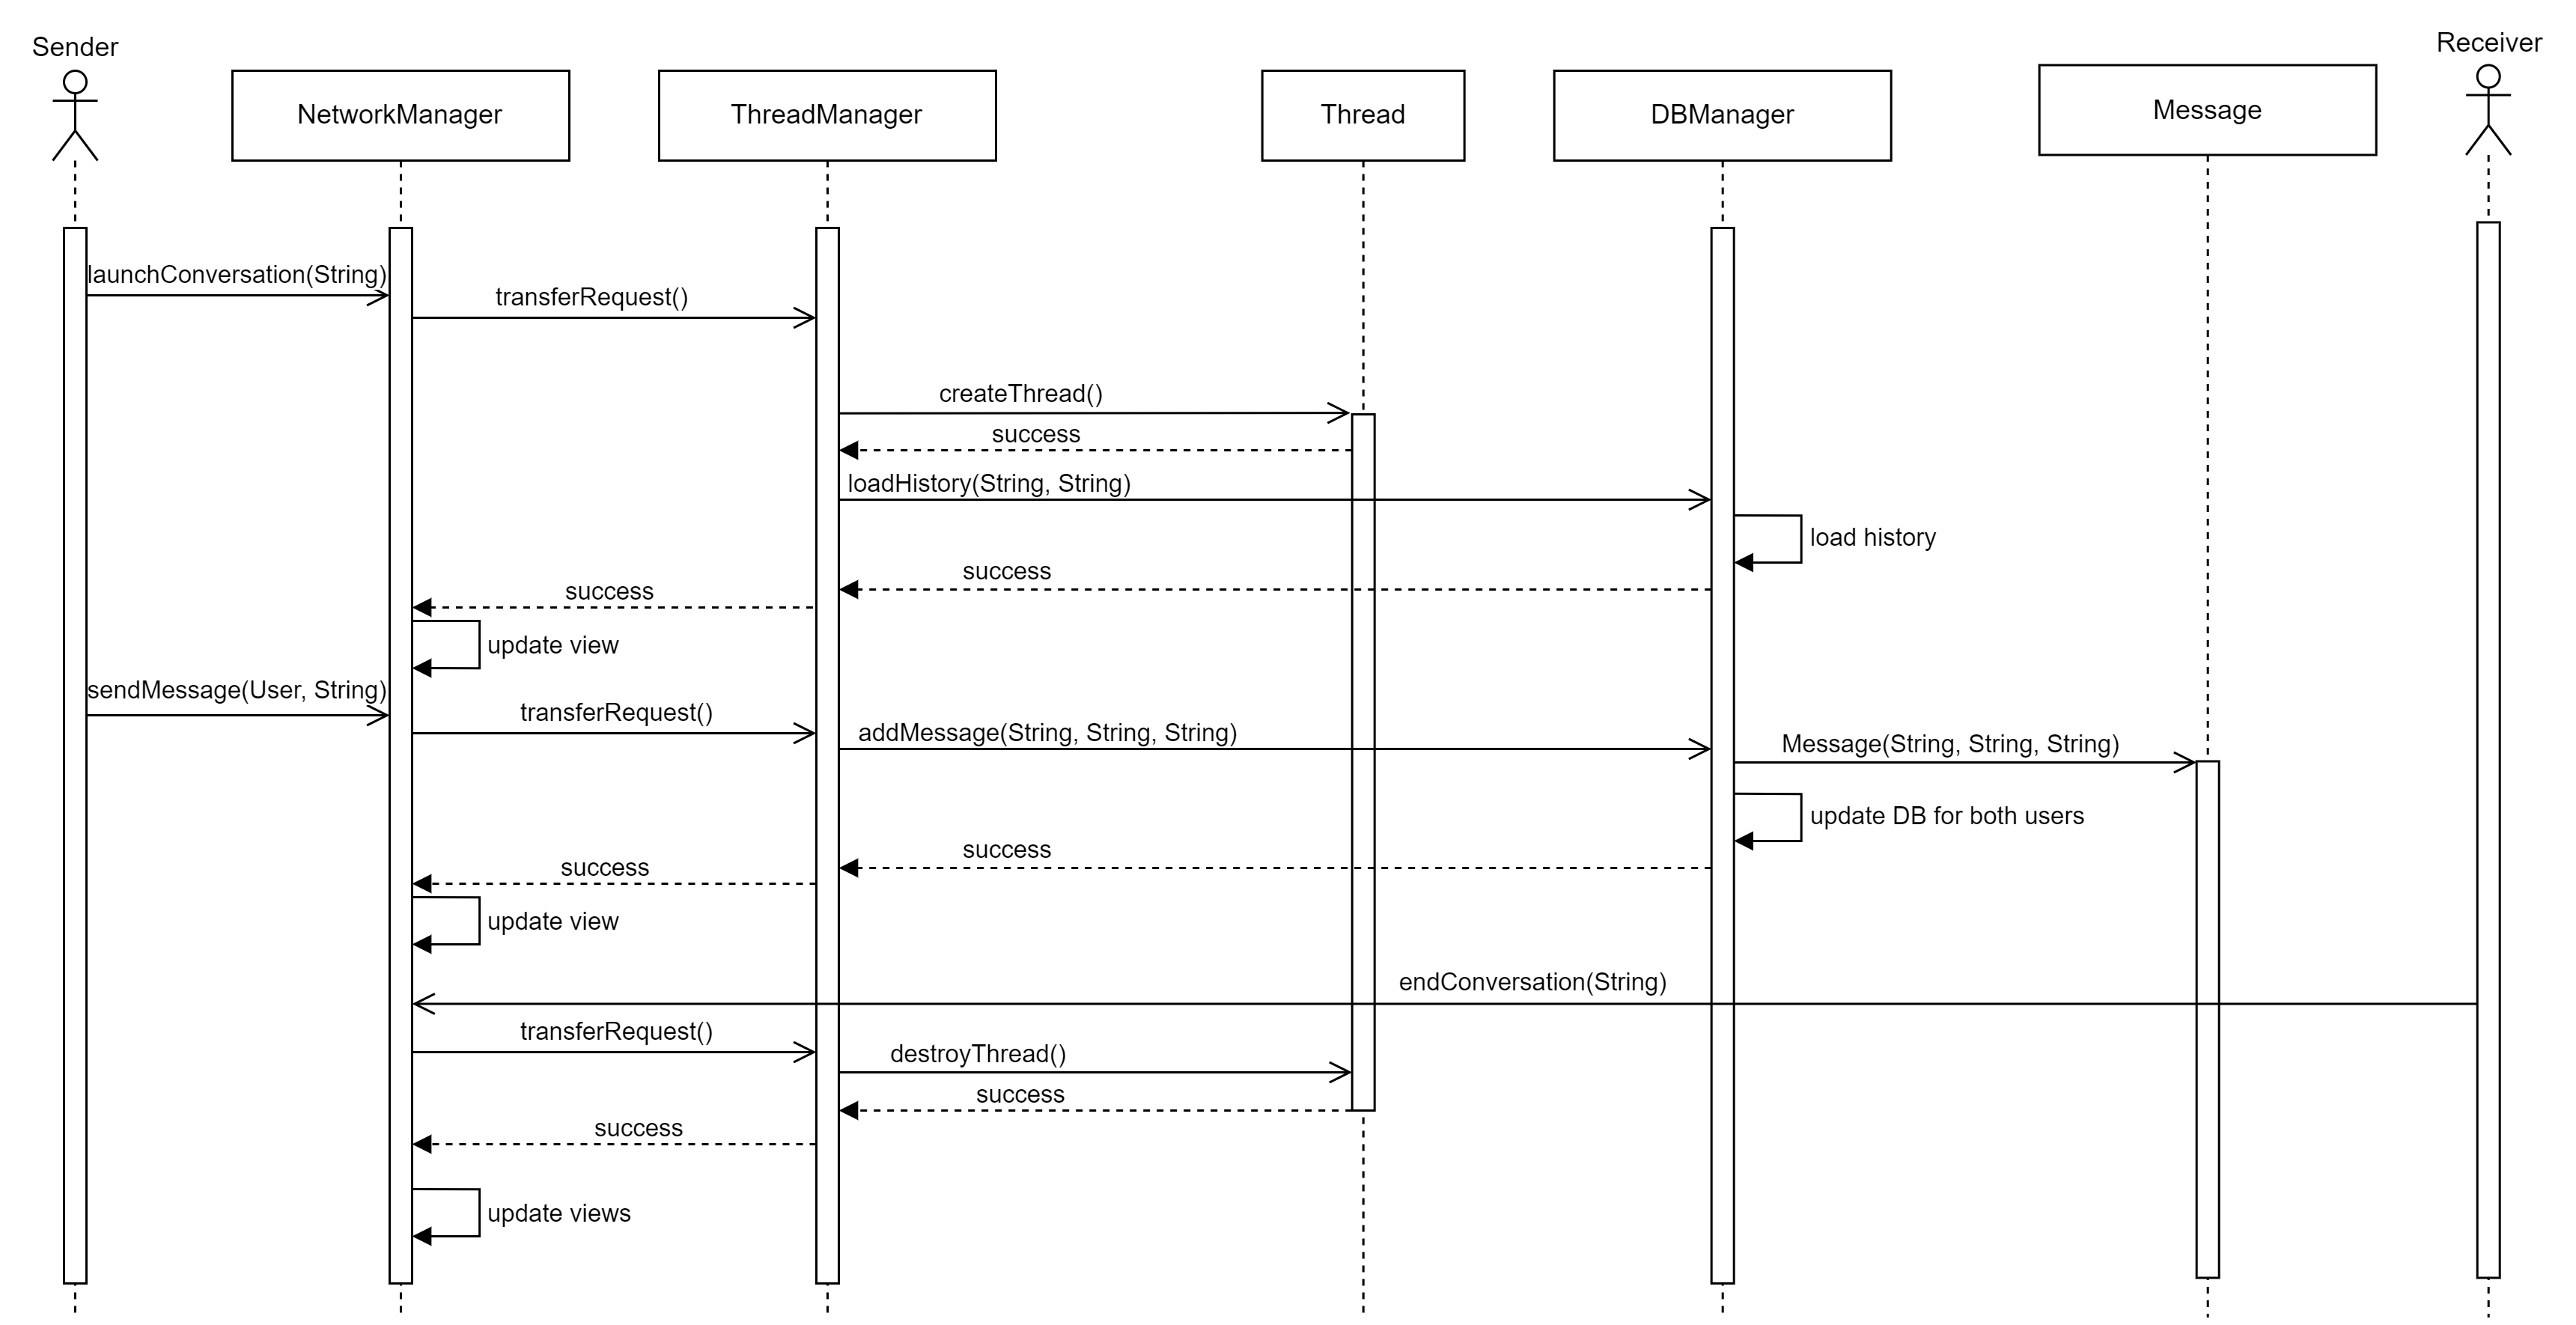 Sender
Receiver
NetworkManager
ThreadManager
Thread
DBManager
Message
launchConversation(String)
transferRequest()
createThread()
success
loadHistory(String, String)
load history
success
success
update view
sendMessage(User, String)
transferRequest()
addMessage(String, String, String)
Message(String, String, String)
update DB for both users
success
success
update view
endConversation(String)
transferRequest()
destroyThread()
success
success
update views